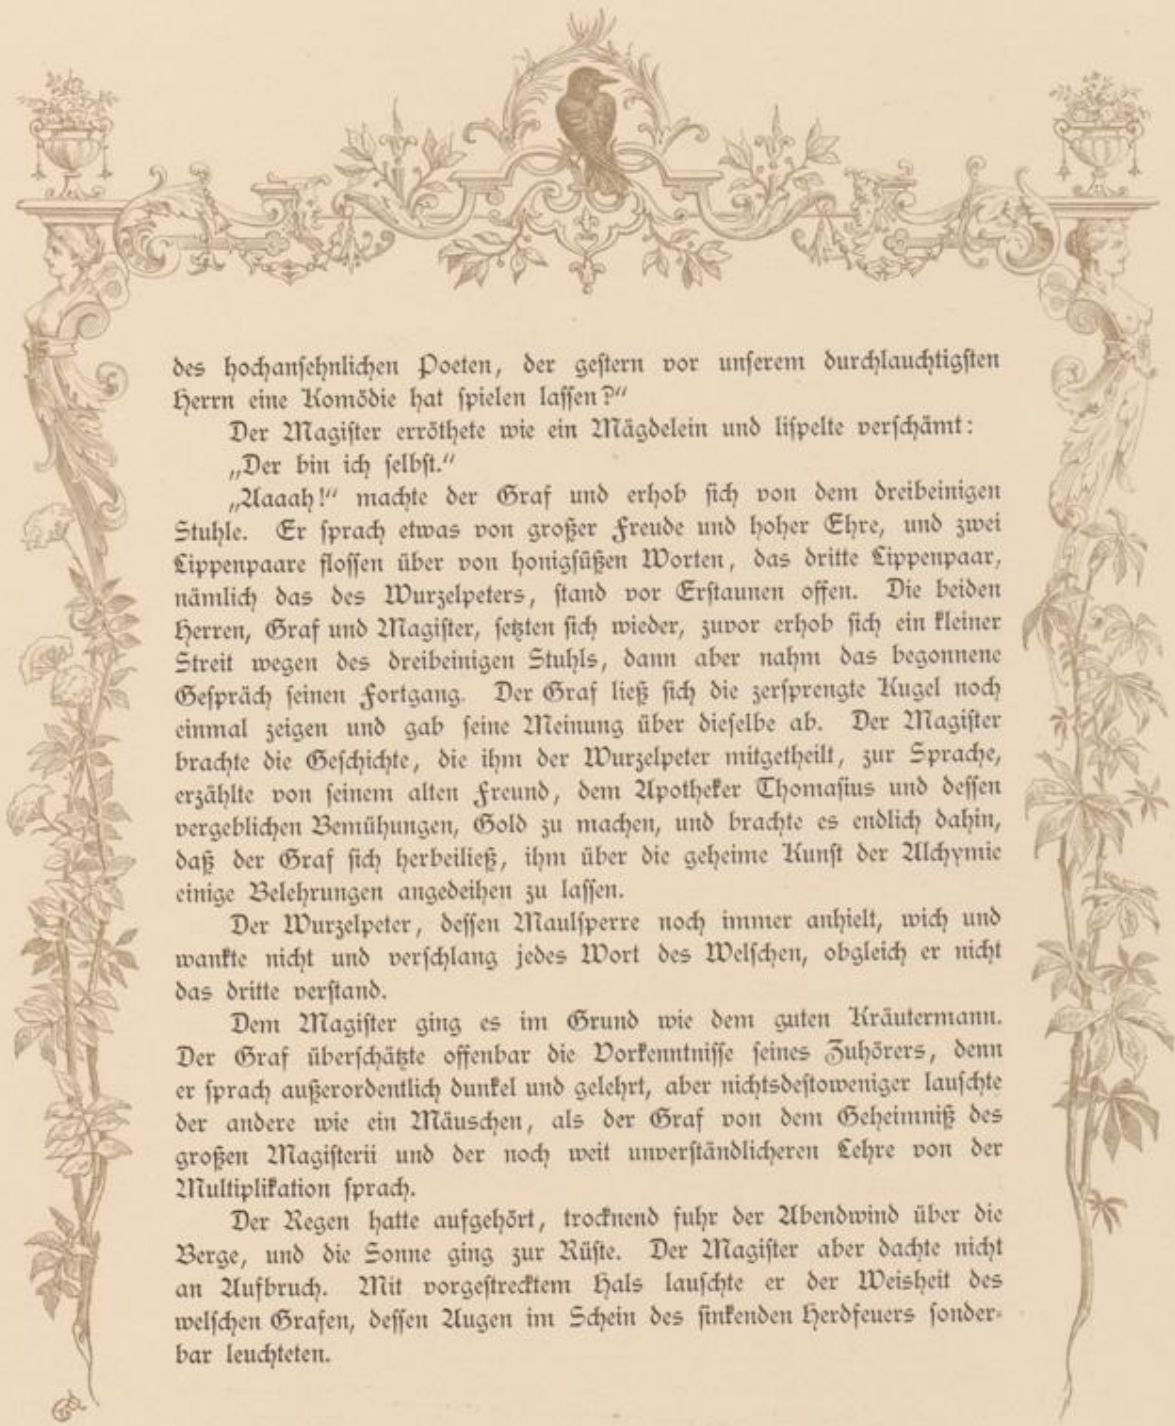 des hochansehnlichen Poeten, der gestern vor unserem durchlauchtigsten
Herrn eine Komödie hat spielen lassen?“
Der Magister erröthete wie ein Mägdelein und lispelte verschämt:
„Der bin ich selbst.“
„Aaaah!“ machte der Graf und erhob sich von dem dreibeinigen
Stuhle. Er sprach etwas von großer Freude und hoher Ehre, und zwei
Lippenpaare flossen über von honigsüßen Worten, das dritte Lippenpaar,
nämlich das des Wurzelpeters, stand vor Erstaunen offen. Die beiden
Herren, Graf und Magister, setzten sich wieder, zuvor erhob sich ein kleiner
Streit wegen des dreibeinigen Stuhls, dann aber nahm das begonnene
Gespräch seinen Fortgang. Der Graf ließ sich die zersprengte Kugel noch
einmal zeigen und gab seine Meinung über dieselbe ab. Der Magister
brachte die Geschichte, die ihm der Wurzelpeter mitgetheilt, zur Sprache,
erzählte von seinem alten Freund, dem Apotheker Thomasius und dessen
vergeblichen Bemühungen, Gold zu machen, und brachte es endlich dahin,
daß der Graf sich herbeiließ, ihm über die geheime Kunst der Alchymie
einige Belehrungen angedeihen zu lassen.
Der Wurzelpeter, dessen Maulsperre noch immer anhielt, wich und
wankte nicht und verschlang jedes Wort des Welschen, obgleich er nicht
das dritte verstand.
Dem Magister ging es im Grund wie dem guten Kräutermann.
Der Graf überschätzte offenbar die Vorkenntnisse seines Zuhörers, denn
er sprach außerordentlich dunkel und gelehrt, aber nichtsdestoweniger lauschte
der andere wie ein Mäuschen, als der Graf von dem Geheimniß des
großen Magisterii und der noch weit unverständlicheren Lehre von der
Multiplikation sprach.
Der Regen hatte aufgehört, trocknend fuhr der Abendwind über die
Berge, und die Sonne ging zur Rüste. Der Magister aber dachte nicht
an Aufbruch. Mit vorgestrecktem Hals lauschte er der Weisheit des
welschen Grafen, dessen Augen im Schein des sinkenden Herdfeuers sonder-
bar leuchteten.